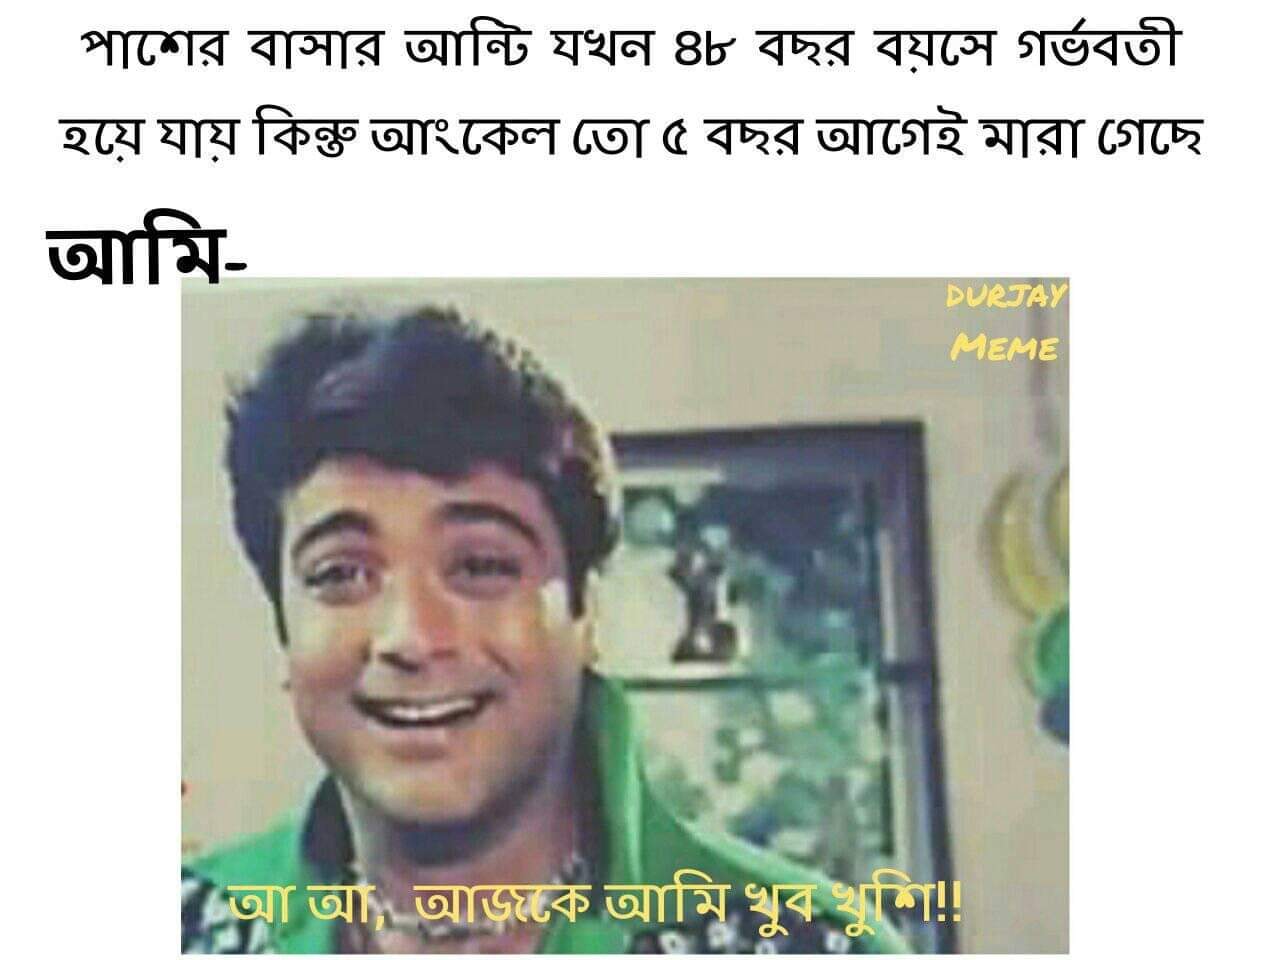 পাশের বাসার আন্টি যখন ৪৮ বছর বয়সে গর্ভবতী
হয়ে যায় কিন্তু আংকেল তো ৫ বছর আগেই মারা গেছে
আমি-
DURJAY
MEME
আ আ, আজকে আমি খুব খুশি!!